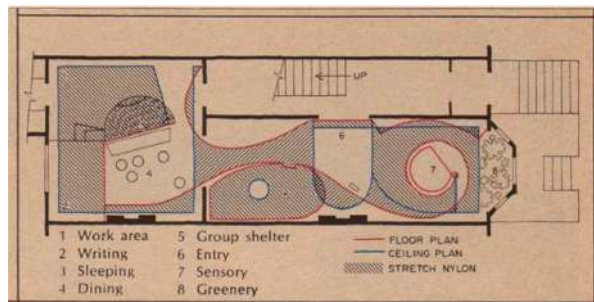 UP
6
4
7
8
1 Work area
2 Writing
3 Sleeping
4 Dining
5 Group shelter
6 Entry
7 Sensory
8 Greenery
FLOOR PLAN
CEILING PLAN
STRETCH NYLON